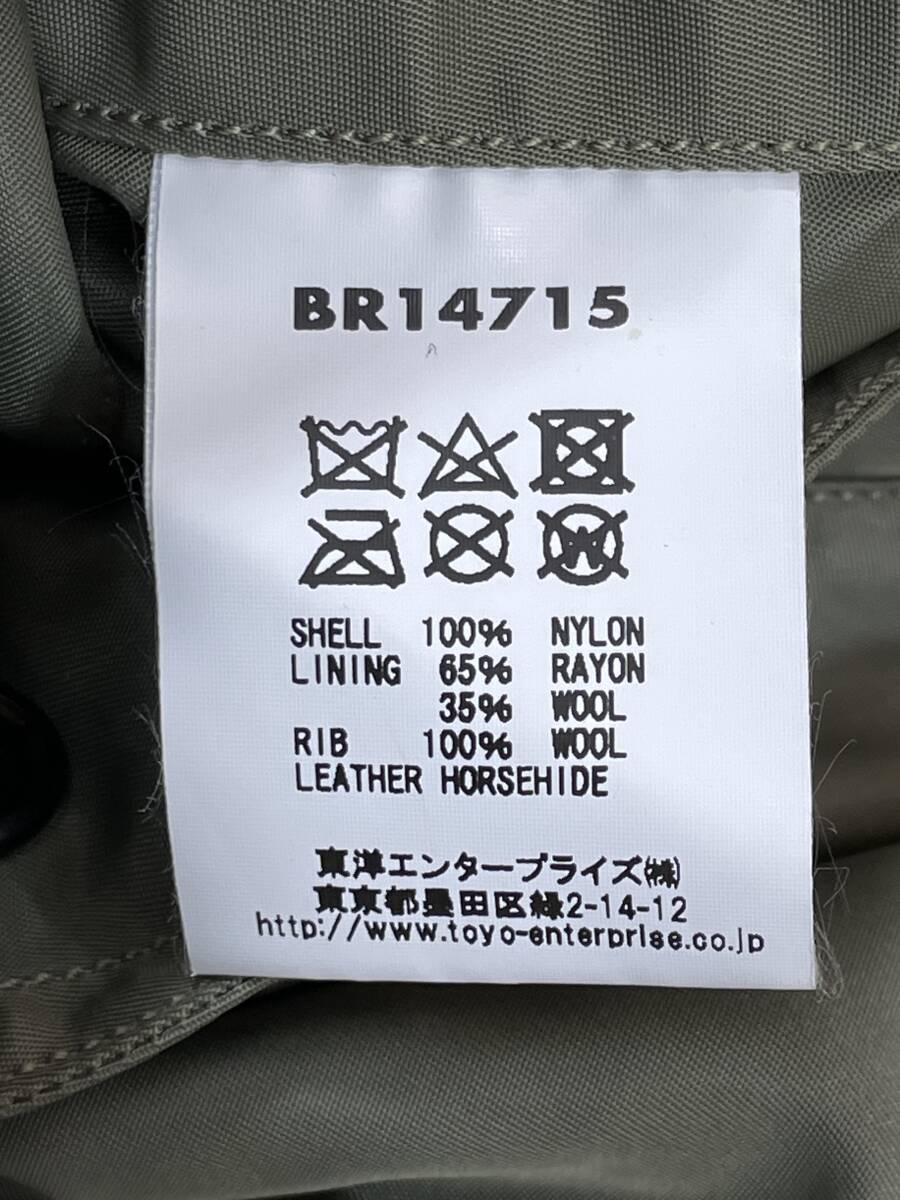 BR14715
W
SHELL 100% NYLON
LINING 65% RAYON
35% WOOL
RIB 100% WOOL
LEATHER HORSEHIDE
東洋エンタープライズ㈱
東京都墨田区緑2-14-12
http://www.toyo-enterprise.co.jp